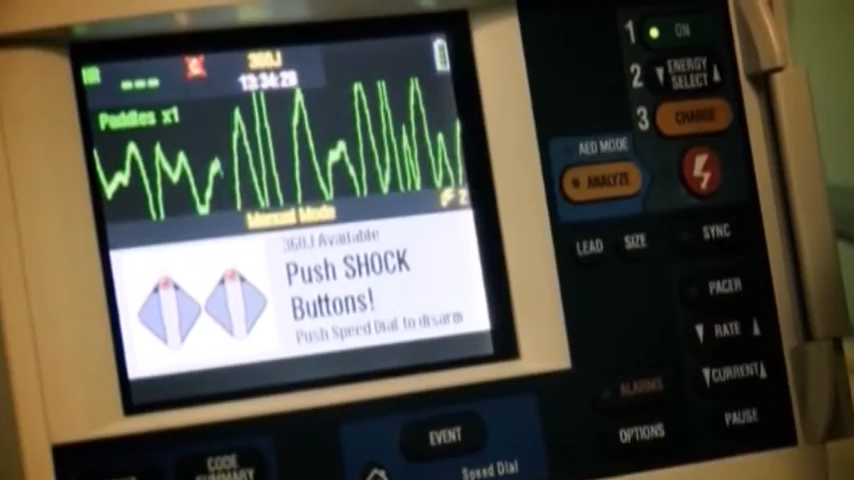 HR
---
360J
13:34:28
Paddles x1
2
Manual Mode
360J Available
Push SHOCK
Buttons!
Push Speed Dial to disarm
1 ON
2 ENERGY
SELECT
3 CHARGE
AED MODE
ANALYZE
LEAD
SIZE
SYNC
PACER
RATE
CURRENT
PAUSE
ALARMS
OPTIONS
EVENT
CODE
SUMMARY
Speed Dial